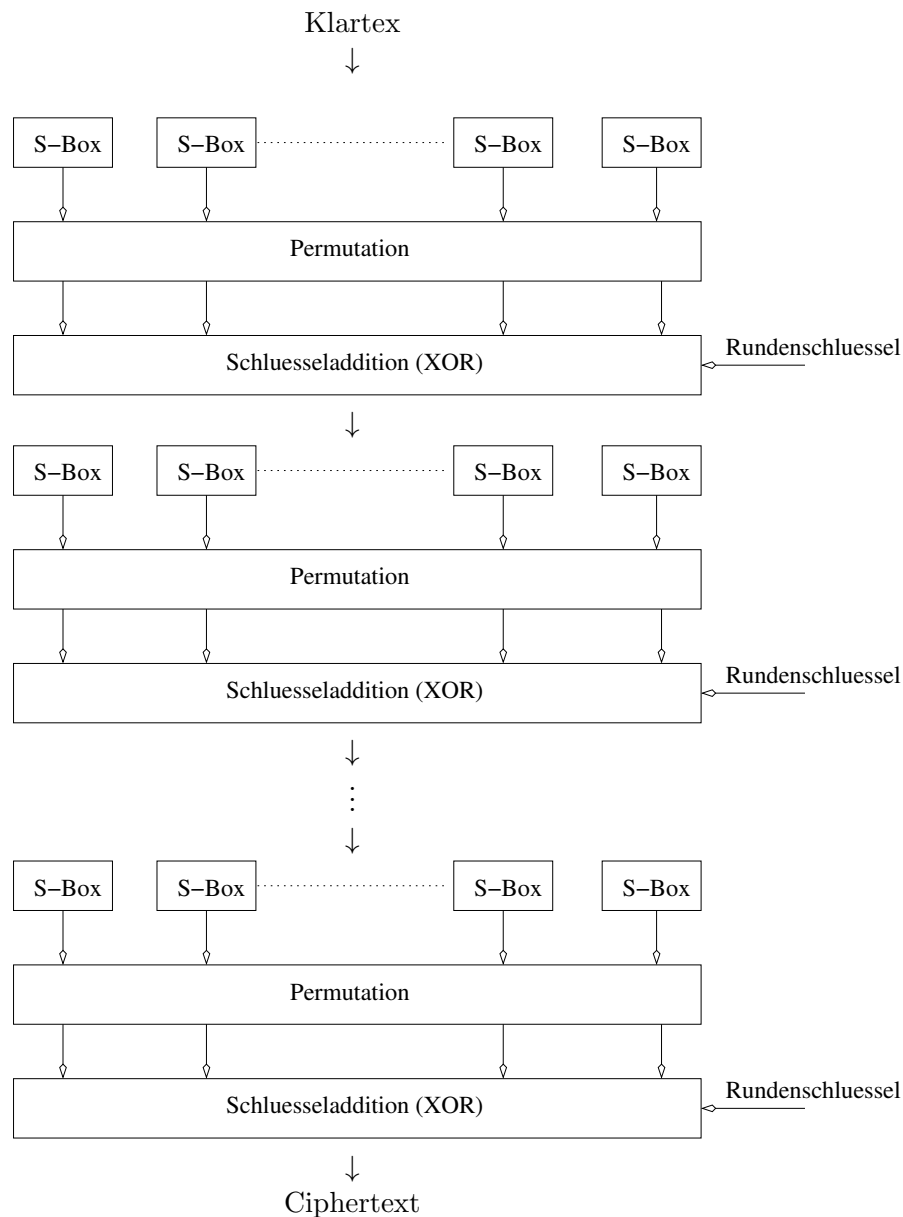 Klartex
S−Box S−Box S−Box S−Box
Permutation
Rundenschluessel
Schluesseladdition (XOR)
S−Box S−Box S−Box S−Box
Permutation
Rundenschluessel
Schluesseladdition (XOR)
S−Box S−Box S−Box S−Box
Permutation
Rundenschluessel
Schluesseladdition (XOR)
Ciphertext